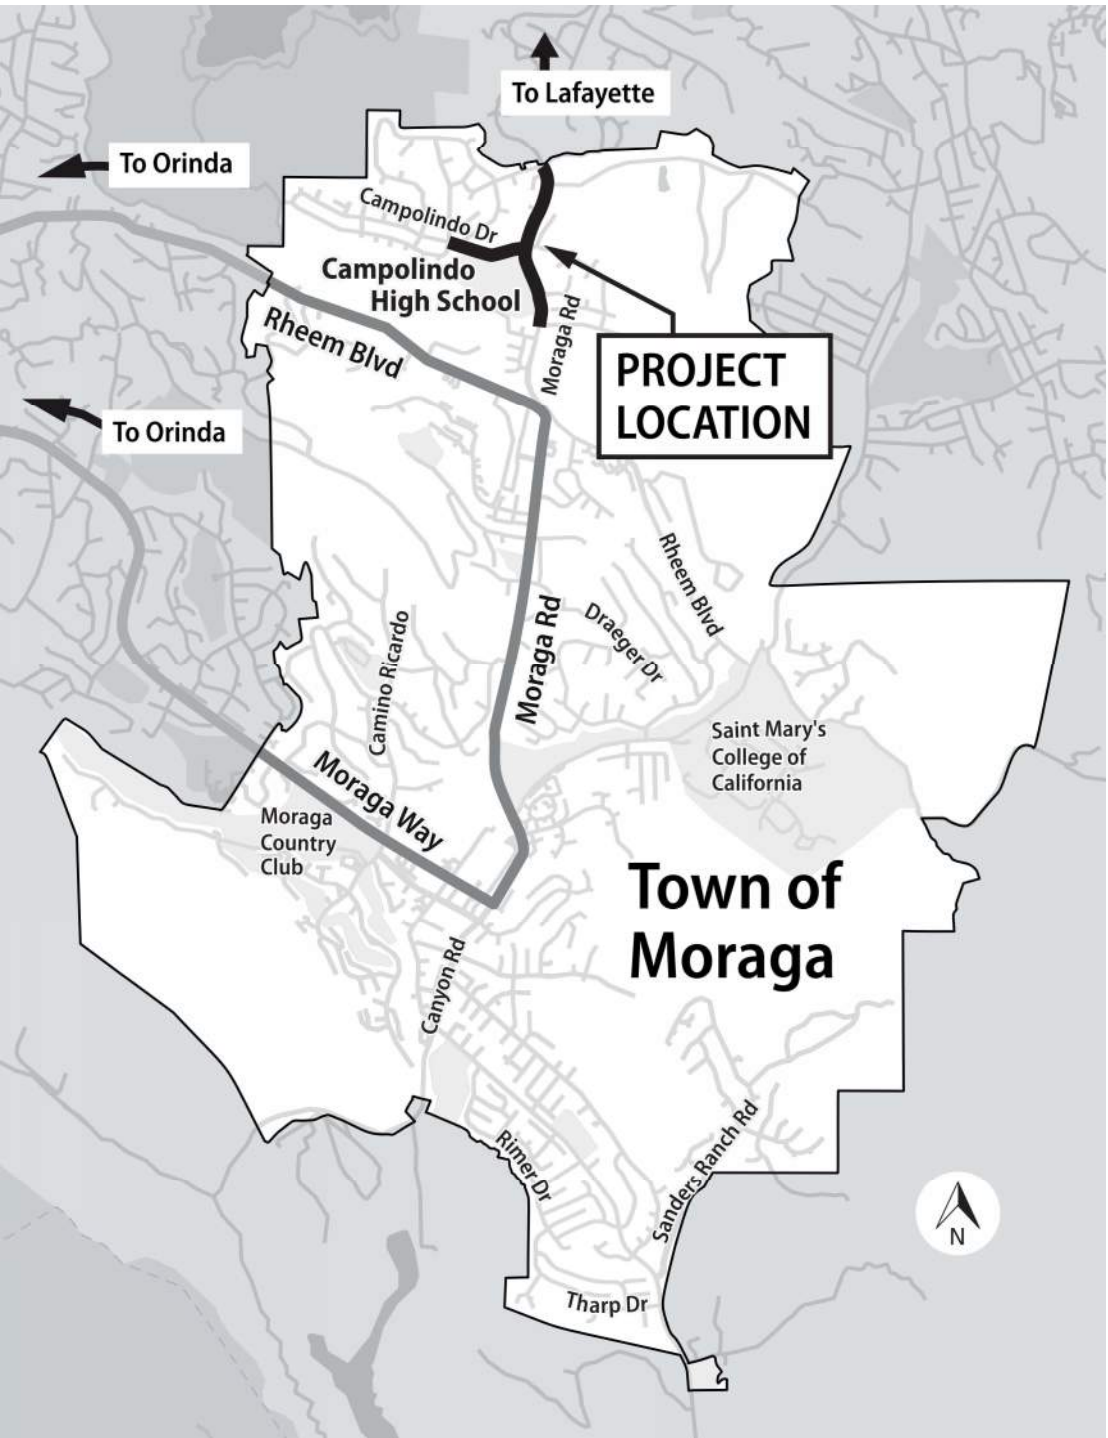 To Lafayette
To Orinda
Campolindo Dr
Campolindo
High School
Rheem Blvd
Moraga Rd
PROJECT
LOCATION
To Orinda
Rheem Blvd
Draeger Dr
Moraga Rd
Camino Ricardo
Saint Mary's
College of
California
Moraga Way
Moraga
Country
Club
Town of
Moraga
Canyon Rd
Rimer Dr
Sanders Ranch Rd
N
Tharp Dr